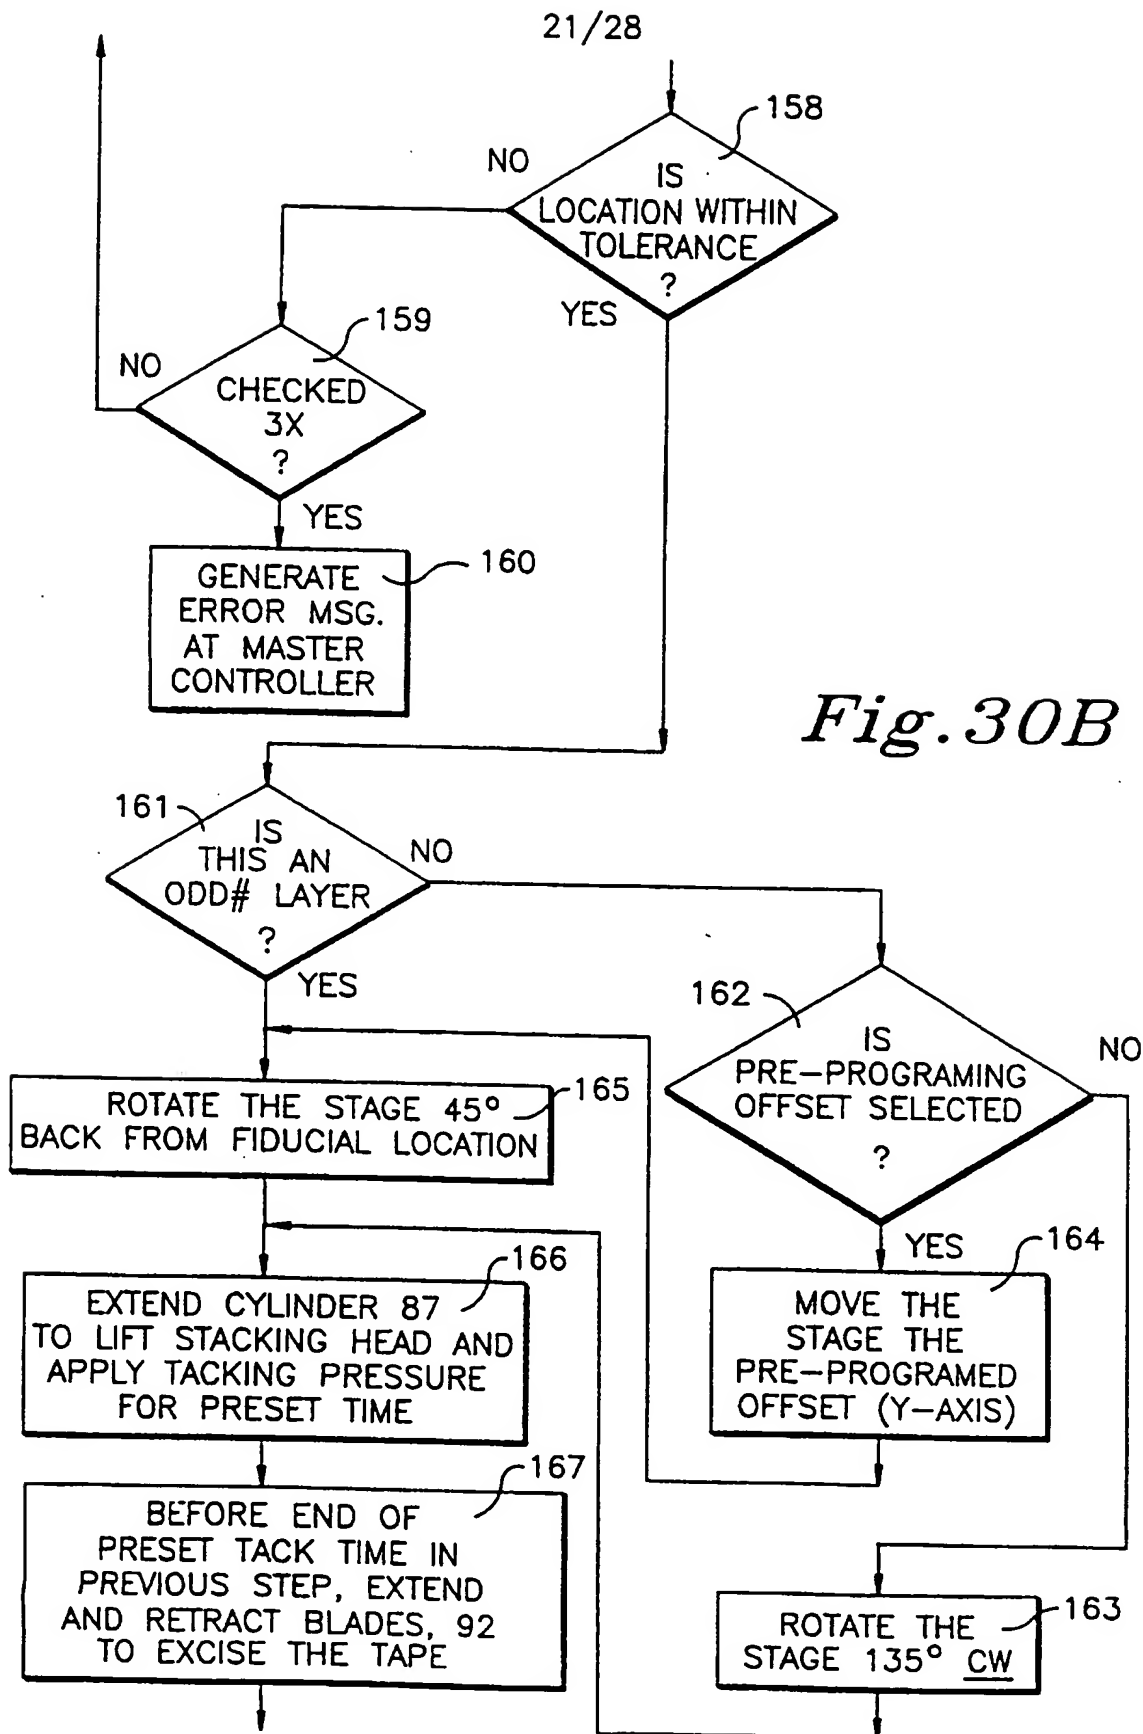 21/28
158
NO
IS
LOCATION WITHIN
TOLERANCE
?
YES
159
NO
CHECKED
3X
?
YES
160
GENERATE
ERROR MSG.
AT MASTER
CONTROLLER
Fig.30B
161
IS
THIS AN
ODD# LAYER
?
NO
YES
162
IS
PRE-PROGRAMING
OFFSET SELECTED
?
NO
YES
165
ROTATE THE STAGE 45°
BACK FROM FIDUCIAL LOCATION
164
MOVE THE
STAGE THE
PRE-PROGRAMED
OFFSET (Y-AXIS)
166
EXTEND CYLINDER 87
TO LIFT STACKING HEAD AND
APPLY TACKING PRESSURE
FOR PRESET TIME
167
BEFORE END OF
PRESET TACK TIME IN
PREVIOUS STEP, EXTEND
AND RETRACT BLADES, 92
TO EXCISE THE TAPE
163
ROTATE THE
STAGE 135° CW